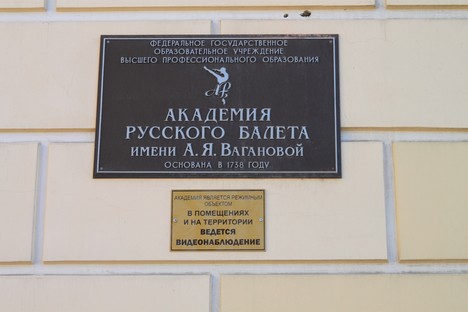 ФЕДЕРАЛЬНОЕ ГОСУДАРСТВЕННОЕ
ОБРАЗОВАТЕЛЬНОЕ УЧРЕЖДЕНИЕ
ВЫСШЕГО ПРОФЕССИОНАЛЬНОГО ОБРАЗОВАНИЯ
АКАДЕМИЯ
РУССКОГО БАЛЕТА
ИМЕНИ А.Я. ВАГАНОВОЙ
ОСНОВАНА В 1738 ГОДУ
АКАДЕМИЯ ЯВЛЯЕТСЯ РЕЖИМНЫМ
ОБЪЕКТОМ
В ПОМЕЩЕНИЯХ
И НА ТЕРРИТОРИИ
ВЕДЕТСЯ
ВИДЕОНАБЛЮДЕНИЕ